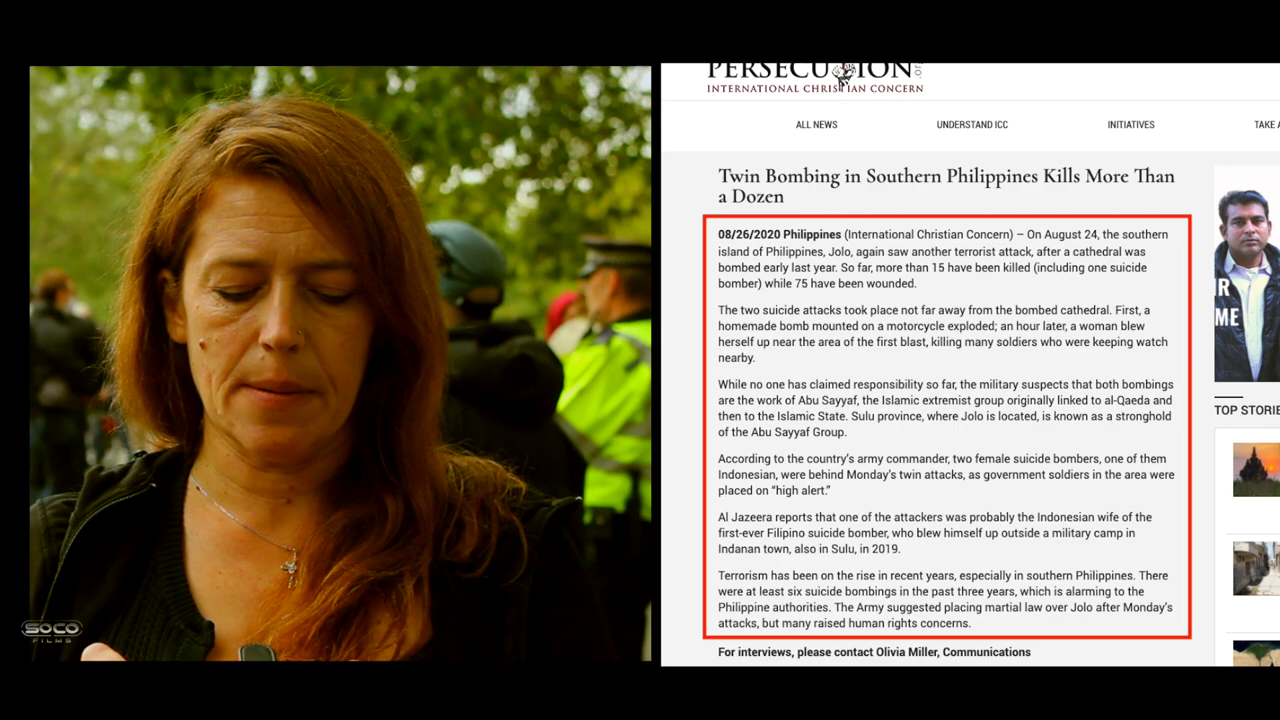 SOCO
FILMS
PERSECUTION.org
INTERNATIONAL CHRISTIAN CONCERN
ALL NEWS
UNDERSTAND ICC
INITIATIVES
TAKE
Twin Bombing in Southern Philippines Kills More Than
a Dozen
08/26/2020 Philippines (International Christian Concern) – On August 24, the southern
island of Philippines, Jolo, again saw another terrorist attack, after a cathedral was
bombed early last year. So far, more than 15 have been killed (including one suicide
bomber) while 75 have been wounded.
The two suicide attacks took place not far away from the bombed cathedral. First, a
homemade bomb mounted on a motorcycle exploded; an hour later, a woman blew
herself up near the area of the first blast, killing many soldiers who were keeping watch
nearby.
While no one has claimed responsibility so far, the military suspects that both bombings
are the work of Abu Sayyaf, the Islamic extremist group originally linked to al-Qaeda and
then to the Islamic State. Sulu province, where Jolo is located, is known as a stronghold
of the Abu Sayyaf Group.
According to the country’s army commander, two female suicide bombers, one of them
Indonesian, were behind Monday’s twin attacks, as government soldiers in the area were
placed on “high alert.”
Al Jazeera reports that one of the attackers was probably the Indonesian wife of the
first-ever Filipino suicide bomber, who blew himself up outside a military camp in
Indanan town, also in Sulu, in 2019.
Terrorism has been on the rise in recent years, especially in southern Philippines. There
were at least six suicide bombings in the past three years, which is alarming to the
Philippine authorities. The Army suggested placing martial law over Jolo after Monday’s
attacks, but many raised human rights concerns.
For interviews, please contact Olivia Miller, Communications
ME
TOP STORIE